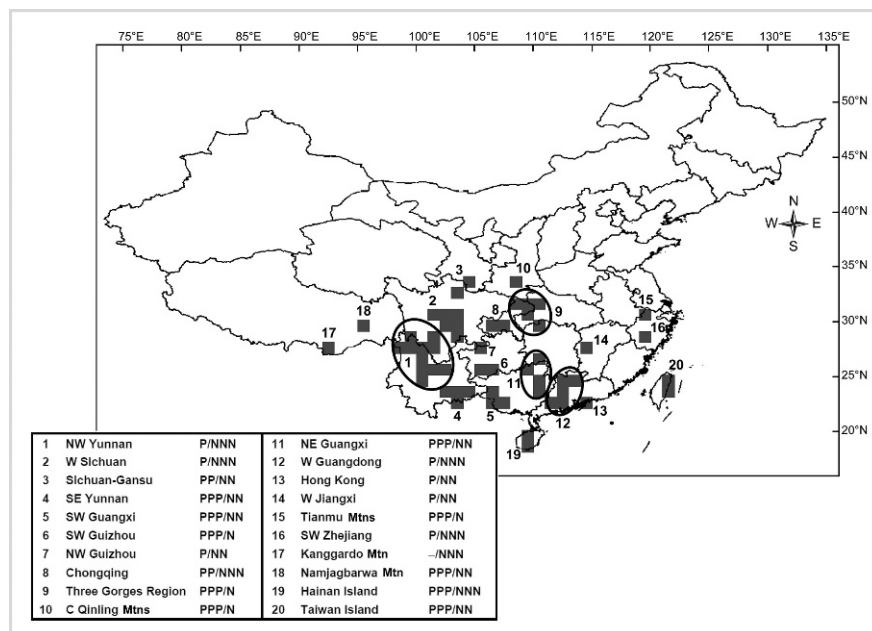 75°E 80°E 85°E 90°E 95°E 100°E 105°E 110°E 115°E 120°E 125°E 130°E 135°E
50°N
45°N
40°N
N
W E
S
35°N
3 10
18 2 8 9 15
30°N
17 16
14
7
1 6 20
11 25°N
4 5 12 13
19 20°N
1 NW Yunnan P/NNN
2 W Sichuan P/NNN
3 Sichuan-Gansu PP/NN
4 SE Yunnan PPP/NN
5 SW Guangxi PPP/NN
6 SW Guizhou PPP/N
7 NW Guizhou P/NN
8 Chongqing PP/NNN
9 Three Gorges Region PPP/N
10 C Qinling Mtns PPP/N
11 NE Guangxi PPP/NN
12 W Guangdong P/NNN
13 Hong Kong P/NN
14 W Jiangxi P/NN
15 Tianmu Mtns PPP/N
16 SW Zhejiang P/NNN
17 Kanggardo Mtn –/NNN
18 Namjagbarwa Mtn PPP/NN
19 Hainan Island PPP/NNN
20 Taiwan Island PPP/NN